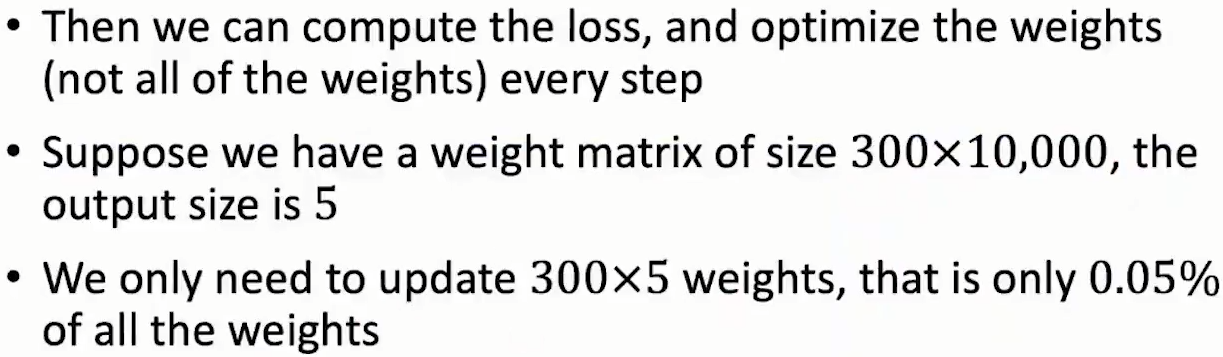 • Then we can compute the loss, and optimize the weights
(not all of the weights) every step
• Suppose we have a weight matrix of size 300×10,000, the
output size is 5
• We only need to update 300×5 weights, that is only 0.05%
of all the weights